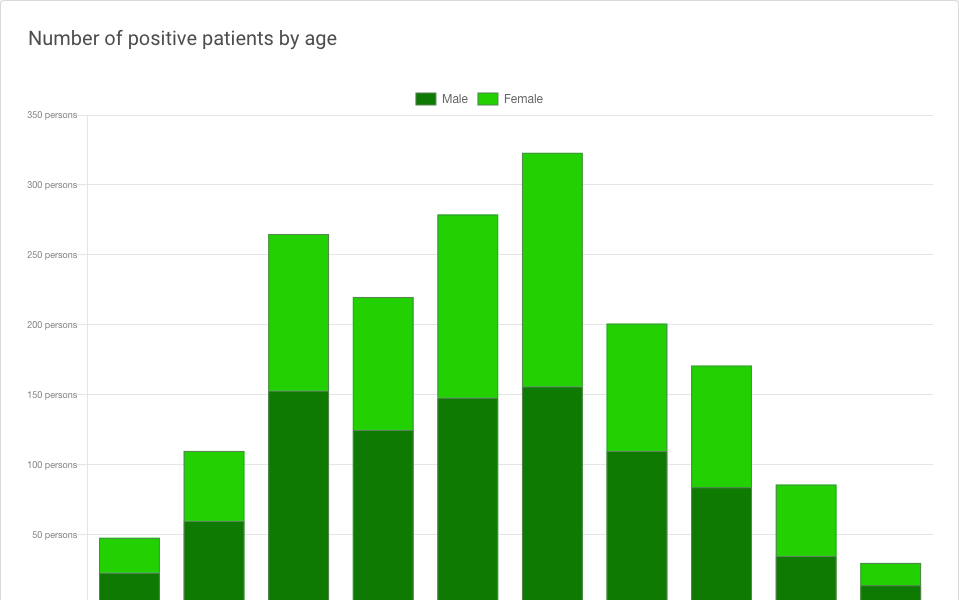 Number of positive patients by age
Male Female
350 persons
300 persons
250 persons
200 persons
150 persons
100 persons
50 persons